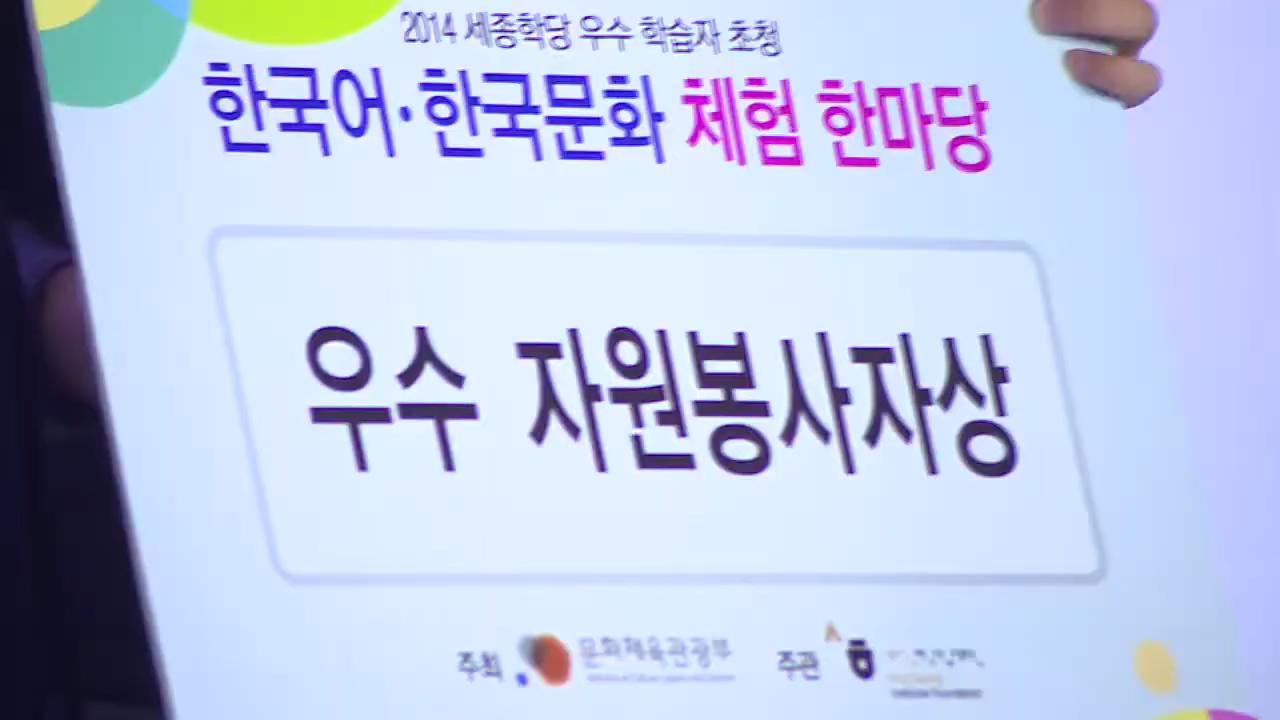 2014 세종학당 우수 학습자 초청
한국어·한국문화 체험 한마당
우수 자원봉사자상
주최 문화체육관광부 주관